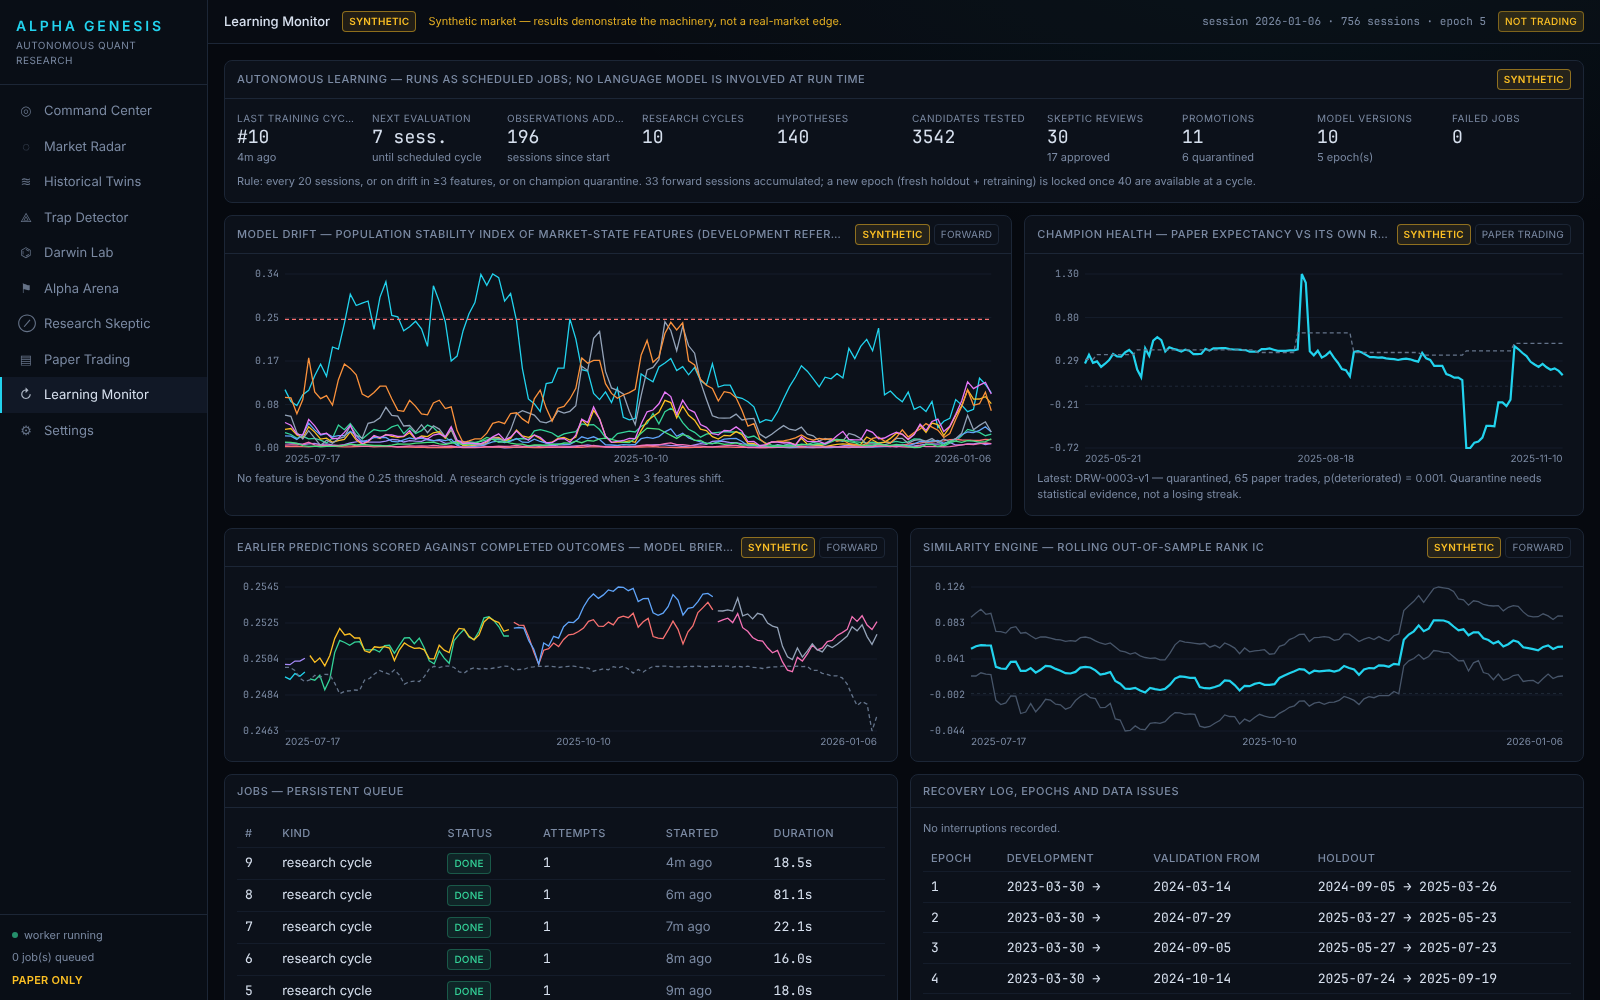 ALPHA GENESIS
AUTONOMOUS QUANT
RESEARCH
Command Center
Market Radar
Historical Twins
Trap Detector
Darwin Lab
Alpha Arena
Research Skeptic
Paper Trading
Learning Monitor
Settings
worker running
0 job(s) queued
PAPER ONLY
Learning Monitor SYNTHETIC Synthetic market — results demonstrate the machinery, not a real-market edge. session 2026-01-06 · 756 sessions · epoch 5 NOT TRADING
AUTONOMOUS LEARNING — RUNS AS SCHEDULED JOBS; NO LANGUAGE MODEL IS INVOLVED AT RUN TIME SYNTHETIC
LAST TRAINING CYC... NEXT EVALUATION OBSERVATIONS ADD... RESEARCH CYCLES HYPOTHESES CANDIDATES TESTED SKEPTIC REVIEWS PROMOTIONS MODEL VERSIONS FAILED JOBS
#10 7 sess. 196 10 140 3542 30 11 10 0
4m ago until scheduled cycle sessions since start 17 approved 6 quarantined 5 epoch(s)
Rule: every 20 sessions, or on drift in ≥3 features, or on champion quarantine. 33 forward sessions accumulated; a new epoch (fresh holdout + retraining) is locked once 40 are available at a cycle.
MODEL DRIFT — POPULATION STABILITY INDEX OF MARKET-STATE FEATURES (DEVELOPMENT REFER... SYNTHETIC FORWARD
0.34
0.25
0.17
0.08
0.00
2025-07-17 2025-10-10 2026-01-06
No feature is beyond the 0.25 threshold. A research cycle is triggered when ≥ 3 features shift.
CHAMPION HEALTH — PAPER EXPECTANCY VS ITS OWN R... SYNTHETIC PAPER TRADING
1.30
0.80
0.29
-0.21
-0.72
2025-05-21 2025-08-18 2025-11-10
Latest: DRW-0003-v1 — quarantined, 65 paper trades, p(deteriorated) = 0.001. Quarantine needs
statistical evidence, not a losing streak.
EARLIER PREDICTIONS SCORED AGAINST COMPLETED OUTCOMES — MODEL BRIER... SYNTHETIC FORWARD
0.2545
0.2525
0.2504
0.2484
0.2463
2025-07-17 2025-10-10 2026-01-06
SIMILARITY ENGINE — ROLLING OUT-OF-SAMPLE RANK IC SYNTHETIC FORWARD
0.126
0.083
0.041
-0.002
-0.044
2025-07-17 2025-10-10 2026-01-06
JOBS — PERSISTENT QUEUE
# KIND STATUS ATTEMPTS STARTED DURATION
9 research cycle DONE 1 4m ago 18.5s
8 research cycle DONE 1 6m ago 81.1s
7 research cycle DONE 1 7m ago 22.1s
6 research cycle DONE 1 8m ago 16.0s
5 research cycle DONE 1 9m ago 18.0s
RECOVERY LOG, EPOCHS AND DATA ISSUES
No interruptions recorded.
EPOCH DEVELOPMENT VALIDATION FROM HOLDOUT
1 2023-03-30 → 2024-03-14 2024-09-05 → 2025-03-26
2 2023-03-30 → 2024-07-29 2025-03-27 → 2025-05-23
3 2023-03-30 → 2024-09-05 2025-05-27 → 2025-07-23
4 2023-03-30 → 2024-10-14 2025-07-24 → 2025-09-19